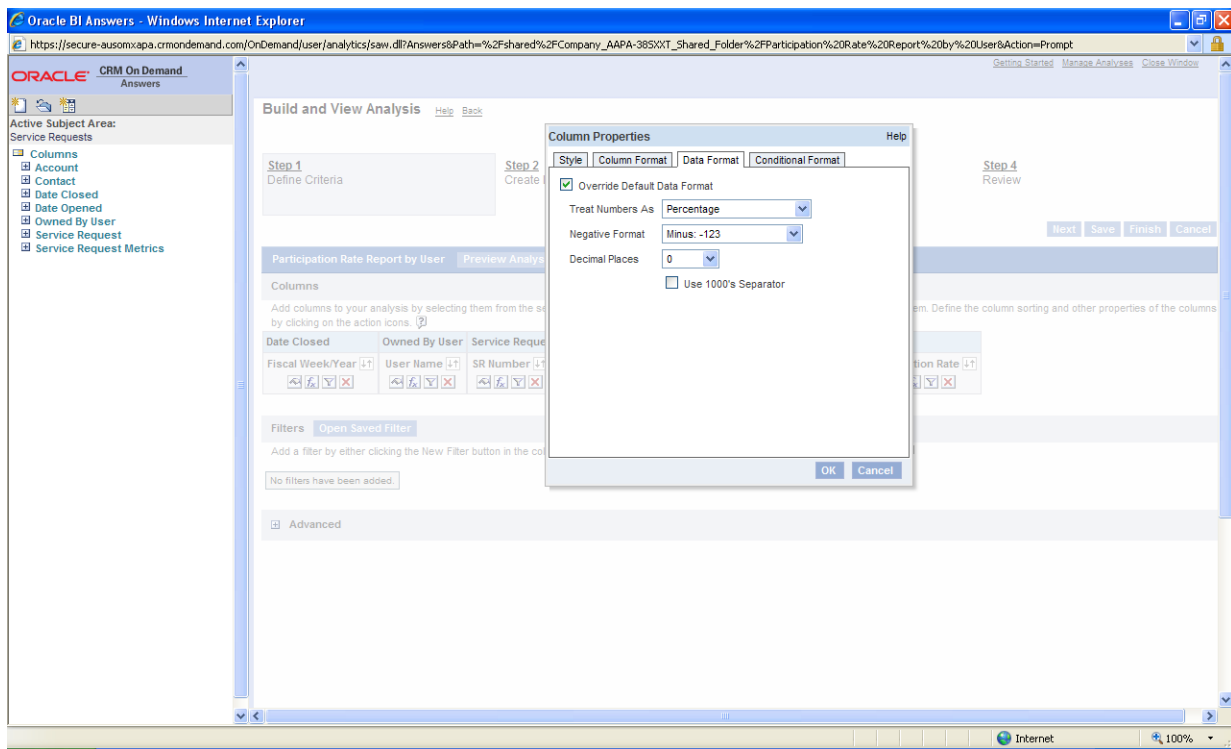 Oracle BI Answers - Windows Internet Explorer
https://secure-ausomxapa.crmondemand.com/OnDemand/user/analytics/saw.dll?Answers&Path=%2Fshared%2FCompany_AAPA-38SXXT_Shared_Folder%2FParticipation%20Rate%20Report%20by%20User&Action=Prompt
ORACLE CRM On Demand
Answers
Getting Started Manage Analyses Close Window
Active Subject Area:
Service Requests
Columns
Account
Contact
Date Closed
Date Opened
Owned By User
Service Request
Service Request Metrics
Build and View Analysis Help Back
Step 1
Define Criteria
Step 2
Create
Step 4
Review
Next Save Finish Cancel
Participation Rate Report by User Preview Analys
Columns
Add columns to your analysis by selecting them from the se
em. Define the column sorting and other properties of the columns
by clicking on the action icons.
Date Closed Owned By User Service Reque
Fiscal Week/Year User Name SR Number tion Rate
Filters Open Saved Filter
Add a filter by either clicking the New Filter button in the col
No filters have been added.
Advanced
Column Properties Help
Style Column Format Data Format Conditional Format
Override Default Data Format
Treat Numbers As Percentage
Negative Format Minus: -123
Decimal Places 0
Use 1000's Separator
OK Cancel
Internet 100%